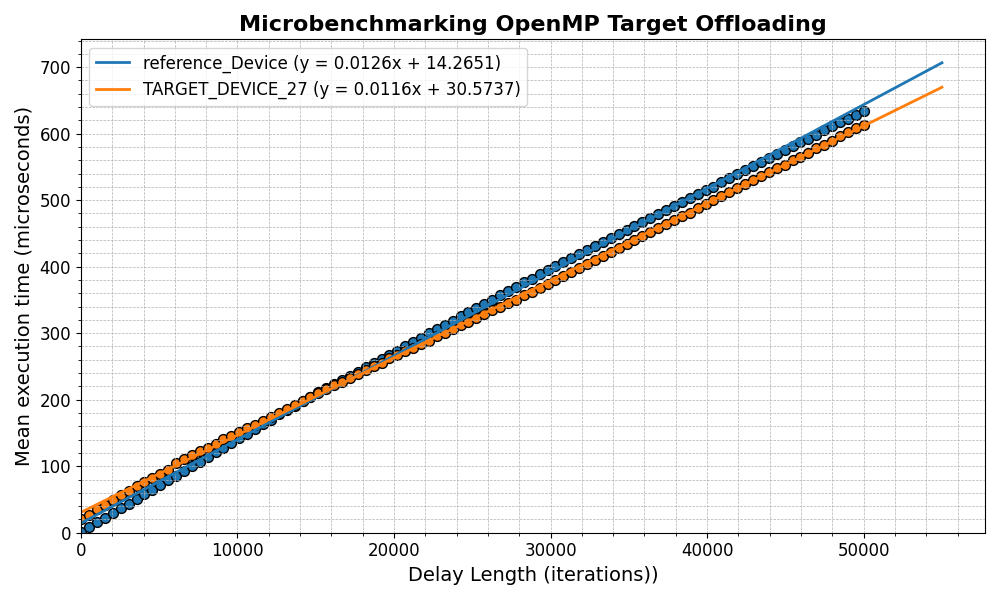 Microbenchmarking OpenMP Target Offloading
reference_Device (y = 0.0126x + 14.2651)
TARGET_DEVICE_27 (y = 0.0116x + 30.5737)
Mean execution time (microseconds)
700
600
500
400
300
200
100
0
0 10000 20000 30000 40000 50000
Delay Length (iterations))